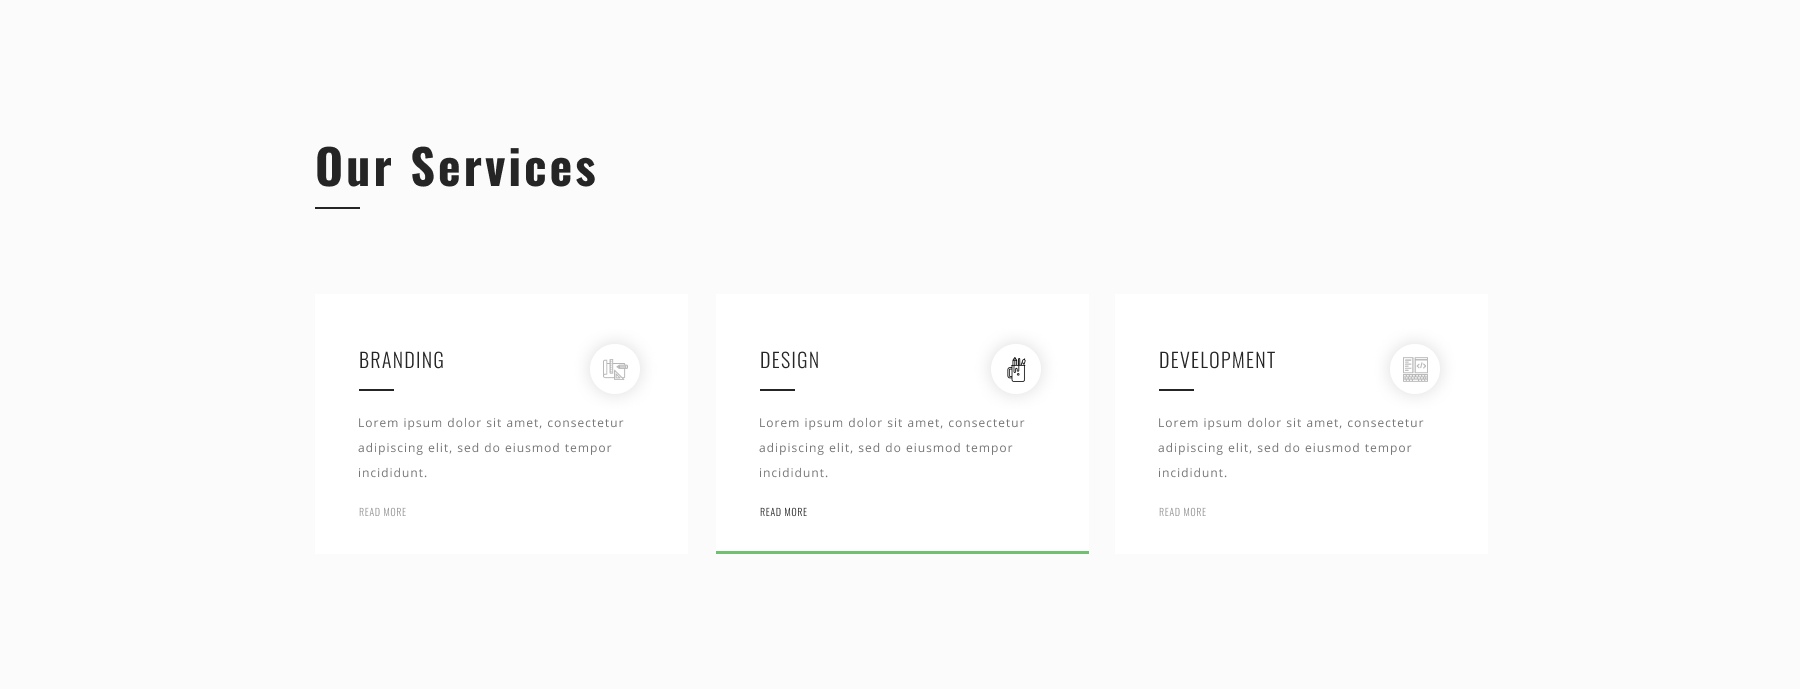 Our Services
BRANDING
Lorem ipsum dolor sit amet, consectetur
adipiscing elit, sed do eiusmod tempor
incididunt.
READ MORE
DESIGN
Lorem ipsum dolor sit amet, consectetur
adipiscing elit, sed do eiusmod tempor
incididunt.
READ MORE
DEVELOPMENT
Lorem ipsum dolor sit amet, consectetur
adipiscing elit, sed do eiusmod tempor
incididunt.
READ MORE